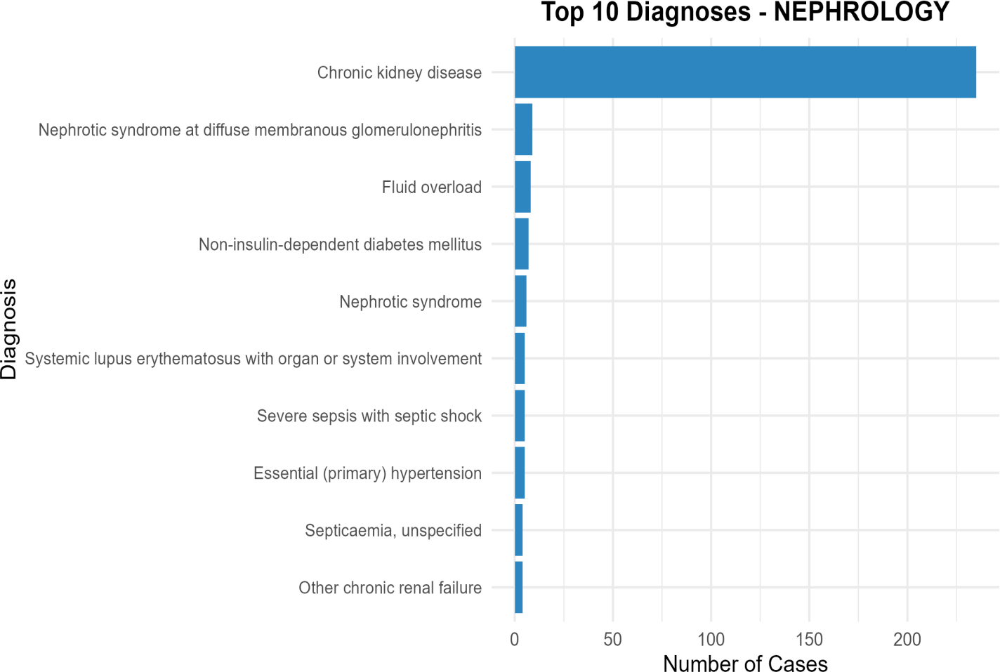 Top 10 Diagnoses - NEPHROLOGY
Chronic kidney disease
Nephrotic syndrome at diffuse membranous glomerulonephritis
Fluid overload
Non-insulin-dependent diabetes mellitus
Nephrotic syndrome
Systemic lupus erythematosus with organ or system involvement
Severe sepsis with septic shock
Essential (primary) hypertension
Septicaemia, unspecified
Other chronic renal failure
Diagnosis
0 50 100 150 200
Number of Cases